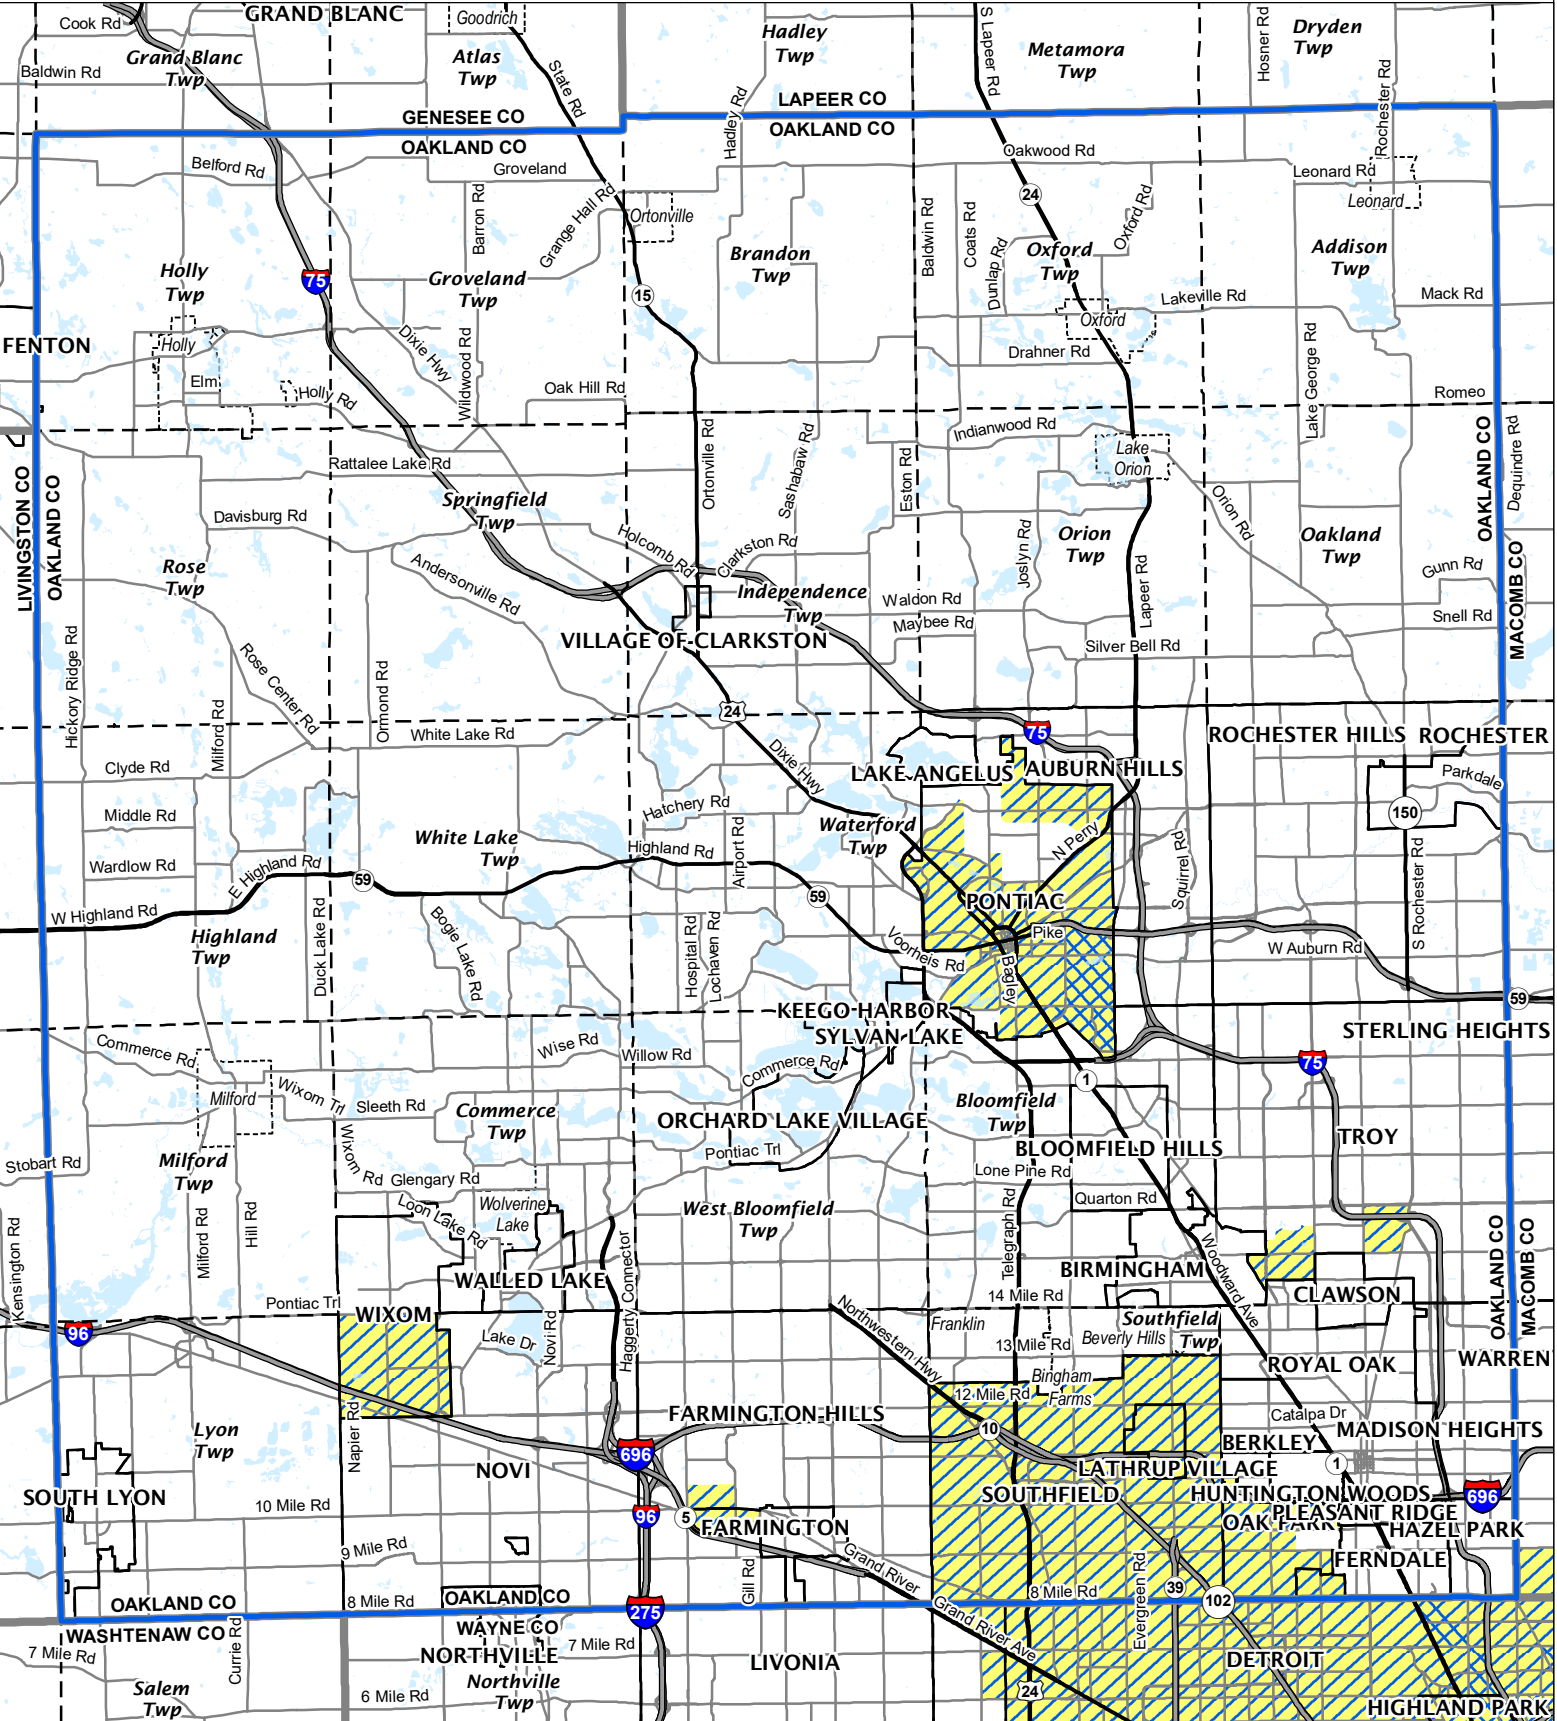 GRAND BLANC
Goodrich
Cook Rd
Grand Blanc
Twp
Atlas
Twp
Hadley
Twp
Metamora
Twp
Dryden
Twp
Baldwin Rd
State Rd
S Lapeer Rd
Hosner Rd
Rochester Rd
Hadley Rd
GENESEE CO
OAKLAND CO
LAPEER CO
OAKLAND CO
Belford Rd
Groveland
Oakwood Rd
Leonard Rd
Leonard
24
Barron Rd
Grange Hall Rd
Ortonville
Baldwin Rd
Coats Rd
Dunlap Rd
Oxford Rd
Holly
Twp
Groveland
Twp
Brandon
Twp
Oxford
Twp
Addison
Twp
75
15
Lakeville Rd
Mack Rd
FENTON
Holly
Dixie Hwy
Wildwood Rd
Oxford
Drahner Rd
Lake George Rd
Elm
Holly Rd
Oak Hill Rd
Romeo
Indianwood Rd
Lake
Orion
Rattalee Lake Rd
Ortonville Rd
Sashabaw Rd
Eston Rd
Orion Rd
OAKLAND CO
Dequindre Rd
LIVINGSTON CO
OAKLAND CO
Springfield
Twp
Davisburg Rd
Holcomb Rd
Clarkston Rd
Joslyn Rd
Orion
Twp
Oakland
Twp
Rose
Twp
Andersonville Rd
Independence
Twp
Waldon Rd
Maybee Rd
Lapeer Rd
Gunn Rd
Snell Rd
MACOMB CO
VILLAGE OF CLARKSTON
Silver Bell Rd
Hickory Ridge Rd
Rose Center Rd
Ormond Rd
Milford Rd
24
White Lake Rd
75
ROCHESTER HILLS
ROCHESTER
Clyde Rd
Dixie Hwy
LAKE ANGELUS
AUBURN HILLS
Parkdale
Middle Rd
Hatchery Rd
150
White Lake
Twp
Waterford
Twp
N Perry
Wardlow Rd
E Highland Rd
Highland Rd
Airport Rd
Squirrel Rd
S Rochester Rd
59
59
W Highland Rd
PONTIAC
Pike
Highland
Twp
Duck Lake Rd
Bogie Lake Rd
Hospital Rd
Lochaven Rd
Voorheis Rd
Bagley
W Auburn Rd
59
KEEGO HARBOR
SYLVAN LAKE
STERLING HEIGHTS
Commerce Rd
Wise Rd
Willow Rd
Commerce Rd
75
1
Milford
Wixom Trl
Sleeth Rd
Commerce
Twp
ORCHARD LAKE VILLAGE
Bloomfield
Twp
TROY
BLOOMFIELD HILLS
Pontiac Trl
Stobart Rd
Milford
Twp
Wixom Rd
Glengary Rd
Lone Pine Rd
Quarton Rd
Loon Lake Rd
Wolverine
Lake
West Bloomfield
Twp
Telegraph Rd
Kensington Rd
Milford Rd
Hill Rd
Haggerty Connector
Woodward Ave
OAKLAND CO
MACOMB CO
WALLED LAKE
BIRMINGHAM
14 Mile Rd
CLAWSON
Pontiac Trl
WIXOM
Northwestern Hwy
Franklin
Southfield
Twp
96
Lake Dr
Novi Rd
13 Mile Rd
Beverly Hills
ROYAL OAK
WARREN
Bingham
Farms
12 Mile Rd
Lyon
Twp
Napier Rd
FARMINGTON HILLS
10
Catalpa Dr
MADISON HEIGHTS
BERKLEY
696
NOVI
LATHRUP VILLAGE
1
SOUTH LYON
SOUTHFIELD
HUNTINGTON WOODS
696
10 Mile Rd
96
5
FARMINGTON
PLEASANT RIDGE
OAK PARK
HAZEL PARK
9 Mile Rd
Grand River
FERNDALE
Gill Rd
Evergreen Rd
39
8 Mile Rd
102
OAKLAND CO
8 Mile Rd
OAKLAND CO
275
WASHTENAW CO
WAYNE CO
Grand River Ave
7 Mile Rd
Currie Rd
7 Mile Rd
NORTHVILLE
LIVONIA
DETROIT
Salem
Twp
Northville
Twp
6 Mile Rd
24
HIGHLAND PARK